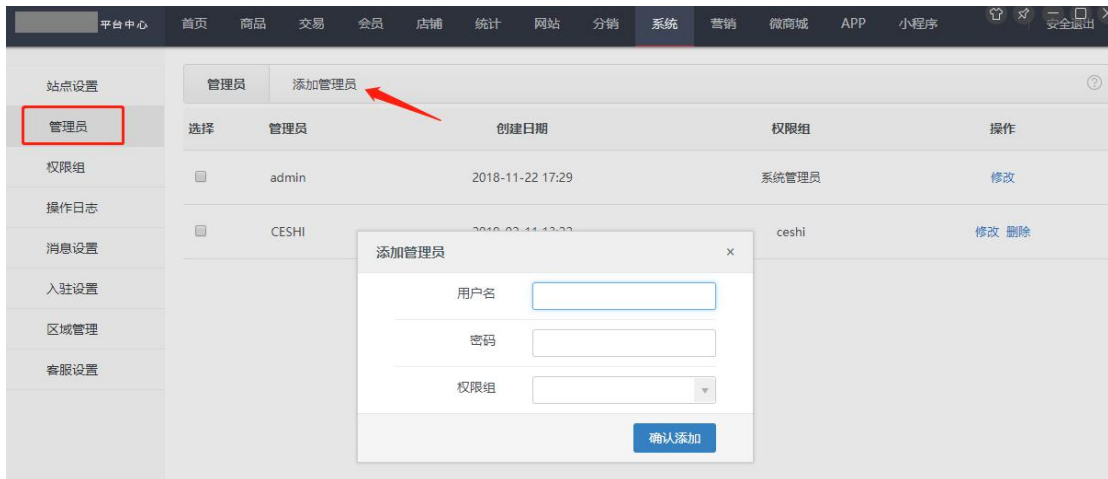 平台中心 首页 商品 交易 会员 店铺 统计 网站 分销 系统 营销 微商城 APP 小程序 安全退出
站点设置
管理员
权限组
操作日志
消息设置
入驻设置
区域管理
客服设置
管理员 添加管理员
选择 管理员 创建日期 权限组 操作
admin 2018-11-22 17:29 系统管理员 修改
CESHI ceshi 修改 删除
添加管理员 ×
用户名
密码
权限组
确认添加